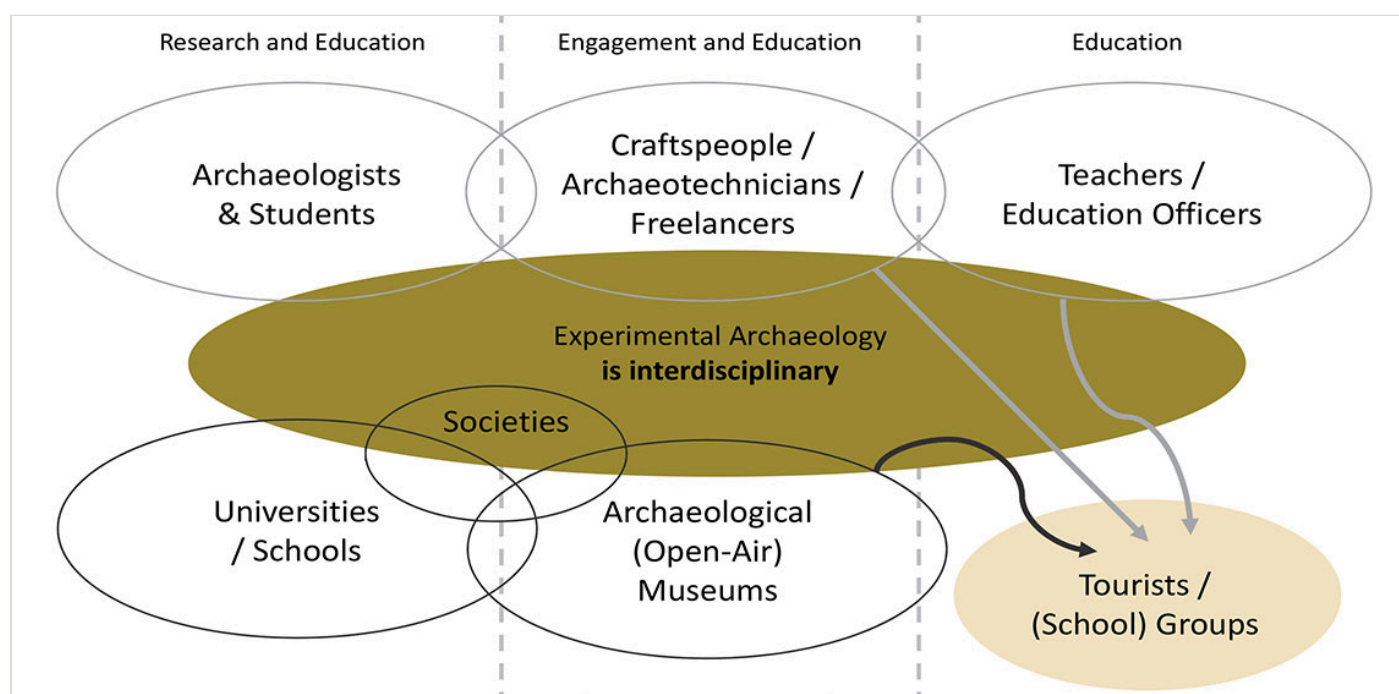 Research and Education
Engagement and Education
Education
Archaeologists
& Students
Craftspeople /
Archaeotechnicians /
Freelancers
Teachers /
Education Officers
Experimental Archaeology
is interdisciplinary
Societies
Universities
/ Schools
Archaeological
(Open-Air)
Museums
Tourists /
(School) Groups